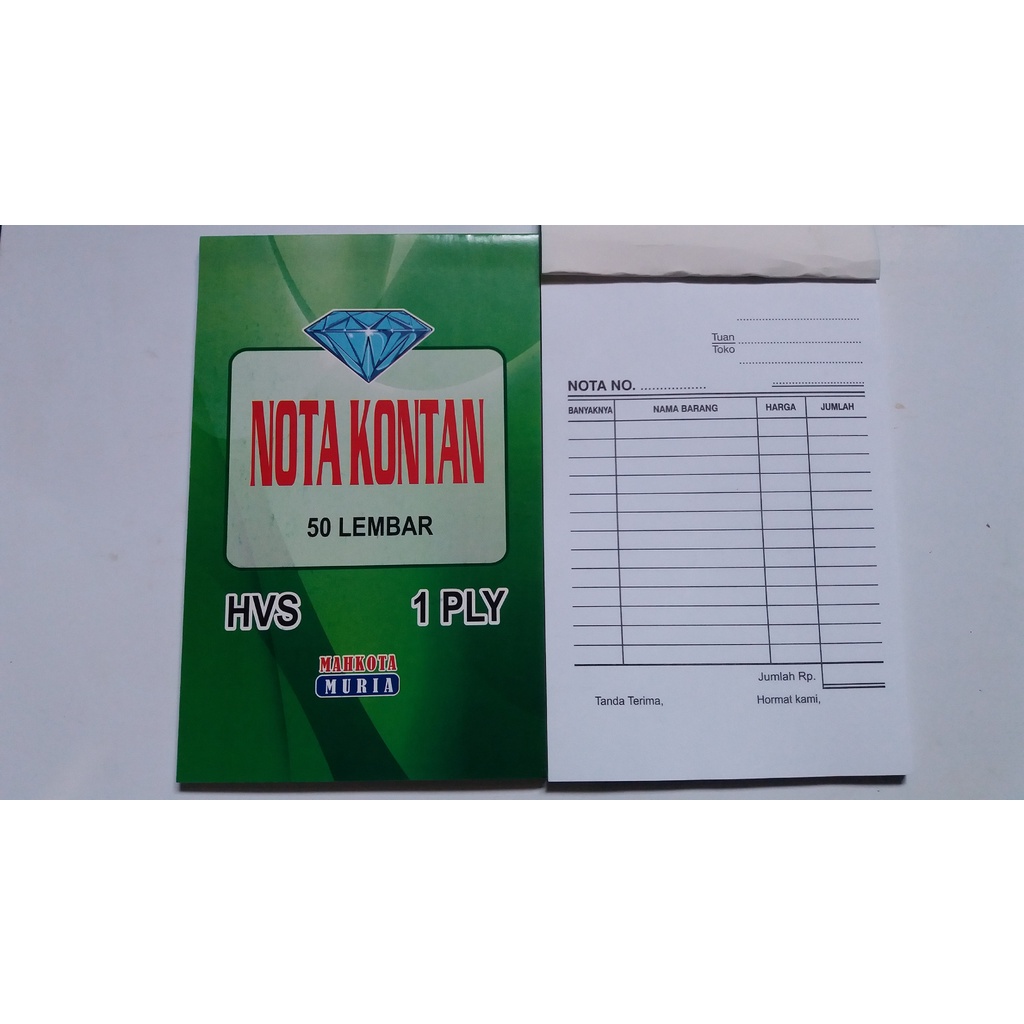 NOTA KONTAN
50 LEMBAR
HVS 1 PLY
MAHKOTA
MURIA
Tuan
Toko
NOTA NO. .................
BANYAKNYA NAMA BARANG HARGA JUMLAH
Jumlah Rp.
Tanda Terima, Hormat kami,